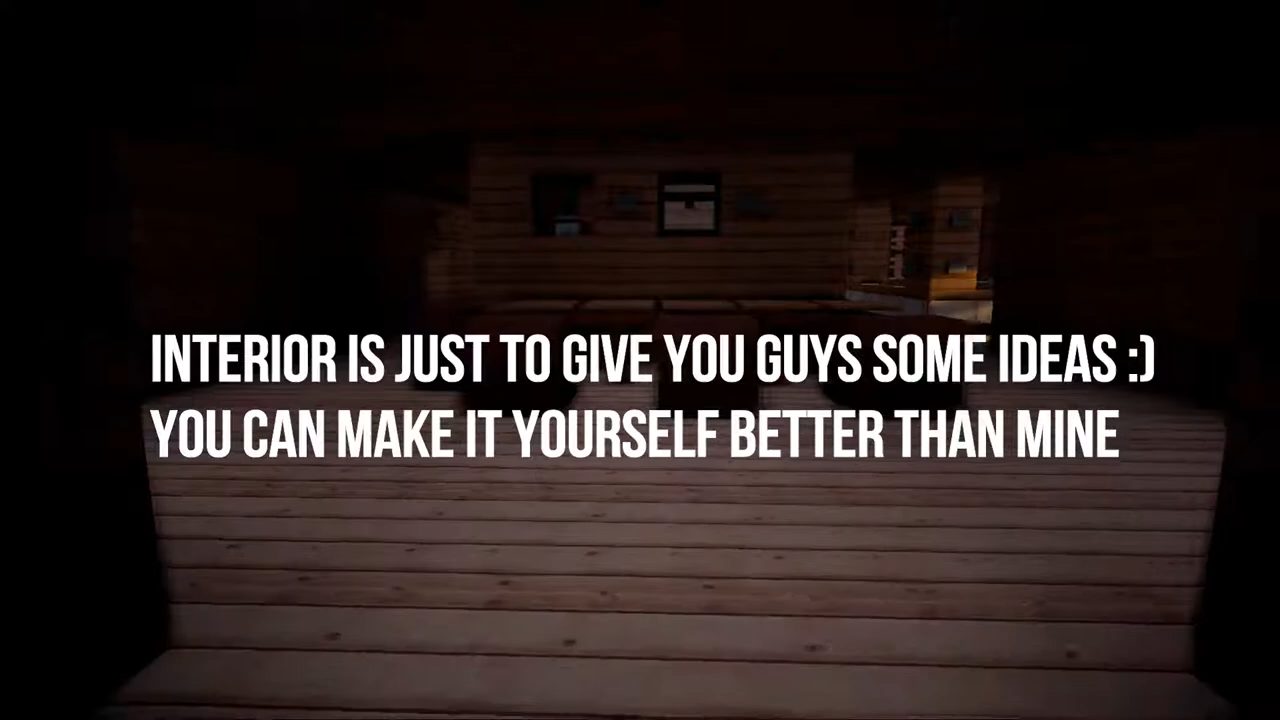 INTERIOR IS JUST TO GIVE YOU GUYS SOME IDEAS :)
YOU CAN MAKE IT YOURSELF BETTER THAN MINE